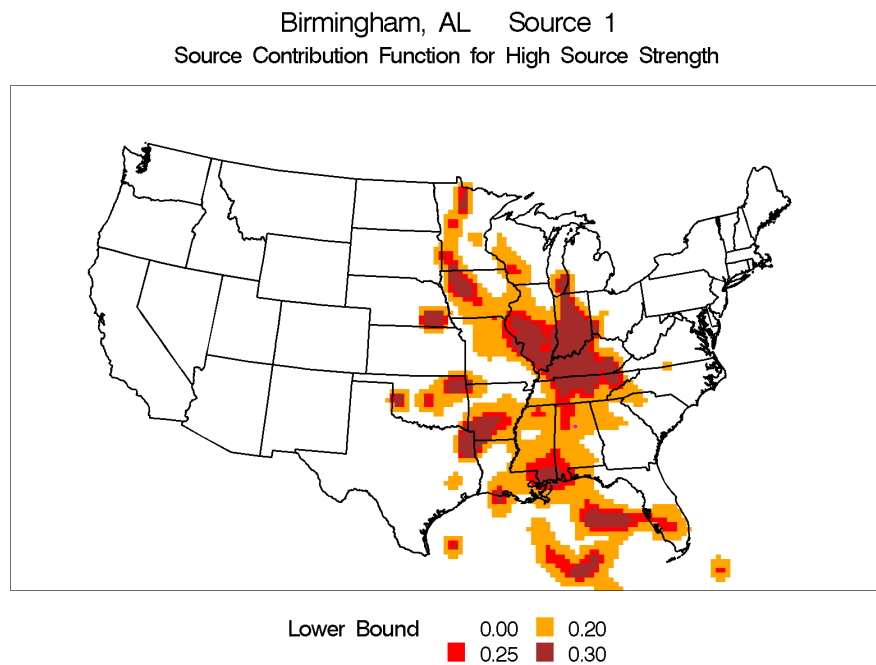 Birmingham, AL Source 1
Source Contribution Function for High Source Strength
Lower Bound 0.00 0.20
0.25 0.30